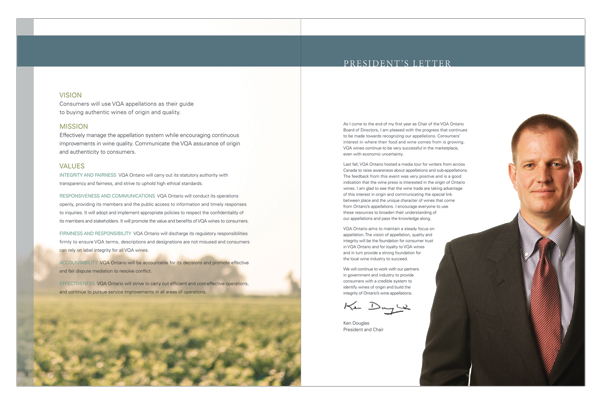 VISION
Consumers will use VQA appellations as their guide
to buying authentic wines of origin and quality.
MISSION
Effectively manage the appellation system while encouraging continuous
improvements in wine quality. Communicate the VQA assurance of origin
and authenticity to consumers.
VALUES
INTEGRITY AND FAIRNESS VQA Ontario will carry out its statutory authority with
transparency and fairness, and strive to uphold high ethical standards.
RESPONSIVENESS AND COMMUNICATIONS VQA Ontario will conduct its operations
openly, providing its members and the public access to information and timely responses
to inquiries. It will adopt and implement appropriate policies to respect the confidentiality of
its members and stakeholders. It will promote the value and benefits of VQA wines to consumers.
FIRMNESS AND RESPONSIBILITY VQA Ontario will discharge its regulatory responsibilities
firmly to ensure VQA terms, descriptions and designations are not misused and consumers
can rely on label integrity for all VQA wines.
ACCOUNTABILITY VQA Ontario will be accountable for its decisions and promote effective
and fair dispute mediation to resolve conflict.
EFFECTIVENESS VQA Ontario will strive to carry out efficient and cost-effective operations,
and continue to pursue service improvements in all areas of operations.
PRESIDENT'S LETTER
As I come to the end of my first year as Chair of the VQA Ontario
Board of Directors, I am pleased with the progress that continues
to be made towards recognizing our appellations. Consumers'
interest in where their food and wine comes from is growing.
VQA wines continue to be very successful in the marketplace,
even with economic uncertainty.
Last fall, VQA Ontario hosted a media tour for writers from across
Canada to raise awareness about appellations and sub-appellations.
The feedback from this event was very positive and is a good
indication that the wine press is interested in the origin of Ontario
wines. I am glad to see that the wine trade are taking advantage
of this interest in origin and communicating the special link
between place and the unique character of wines that come
from Ontario's appellations. I encourage everyone to use
these resources to broaden their understanding of
our appellations and pass the knowledge along.
VQA Ontario aims to maintain a steady focus on
appellation. The vision of appellation, quality and
integrity will be the foundation for consumer trust
in VQA Ontario and for loyalty to VQA wines
and in turn provide a strong foundation for
the local wine industry to succeed.
We will continue to work with our partners
in government and industry to provide
consumers with a credible system to
identify wines of origin and build the
integrity of Ontario's wine appellations.
Ken Douglas
Ken Douglas
President and Chair